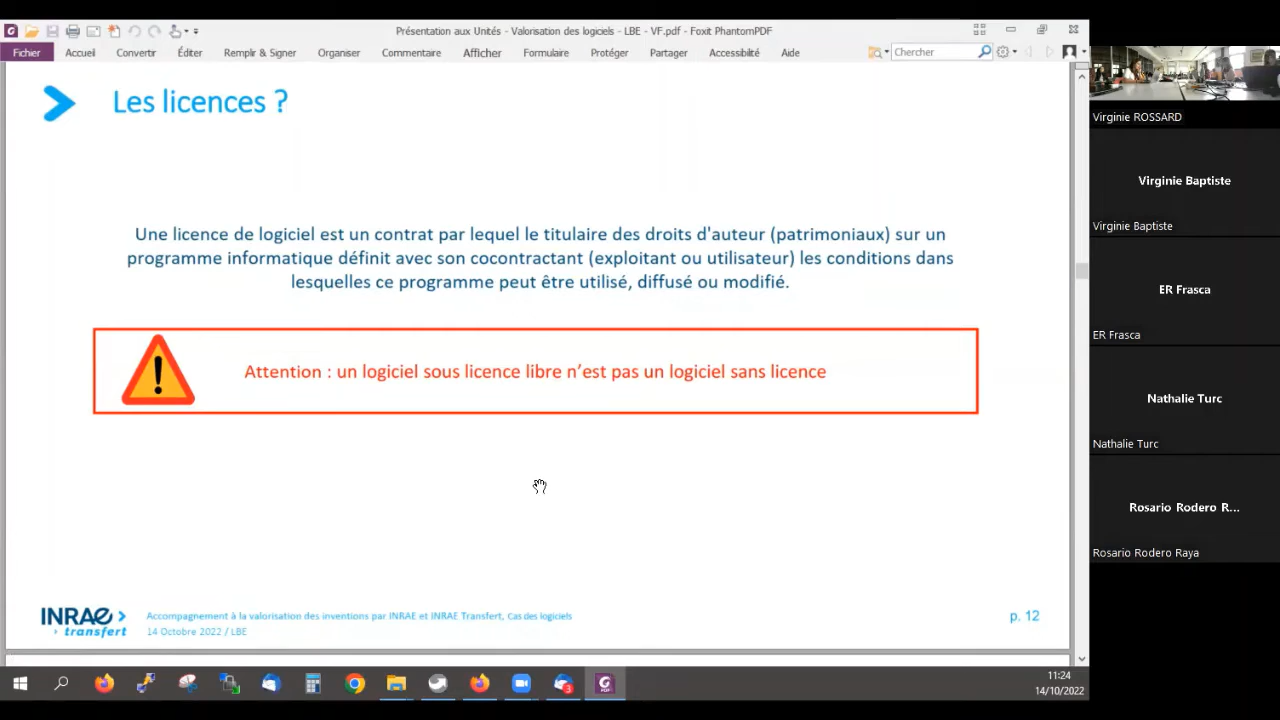 Présentation aux Unités - Valorisation des logiciels - LBE - VF.pdf - Foxit PhantomPDF
Fichier Accueil Convertir Éditer Remplir & Signer Organiser Commentaire Afficher Formulaire Protéger Partager Accessibilité Aide Chercher
Les licences ?
Une licence de logiciel est un contrat par lequel le titulaire des droits d'auteur (patrimoniaux) sur un
programme informatique définit avec son cocontractant (exploitant ou utilisateur) les conditions dans
lesquelles ce programme peut être utilisé, diffusé ou modifié.
Attention : un logiciel sous licence libre n’est pas un logiciel sans licence
INRAE
transfert
Accompagnement à la valorisation des inventions par INRAE et INRAE Transfert, Cas des logiciels
14 Octobre 2022 / LBE
p. 12
Virginie ROSSARD
Virginie Baptiste
Virginie Baptiste
ER Frasca
ER Frasca
Nathalie Turc
Nathalie Turc
Rosario Rodero R...
Rosario Rodero Raya
3
PDF
11:24
14/10/2022